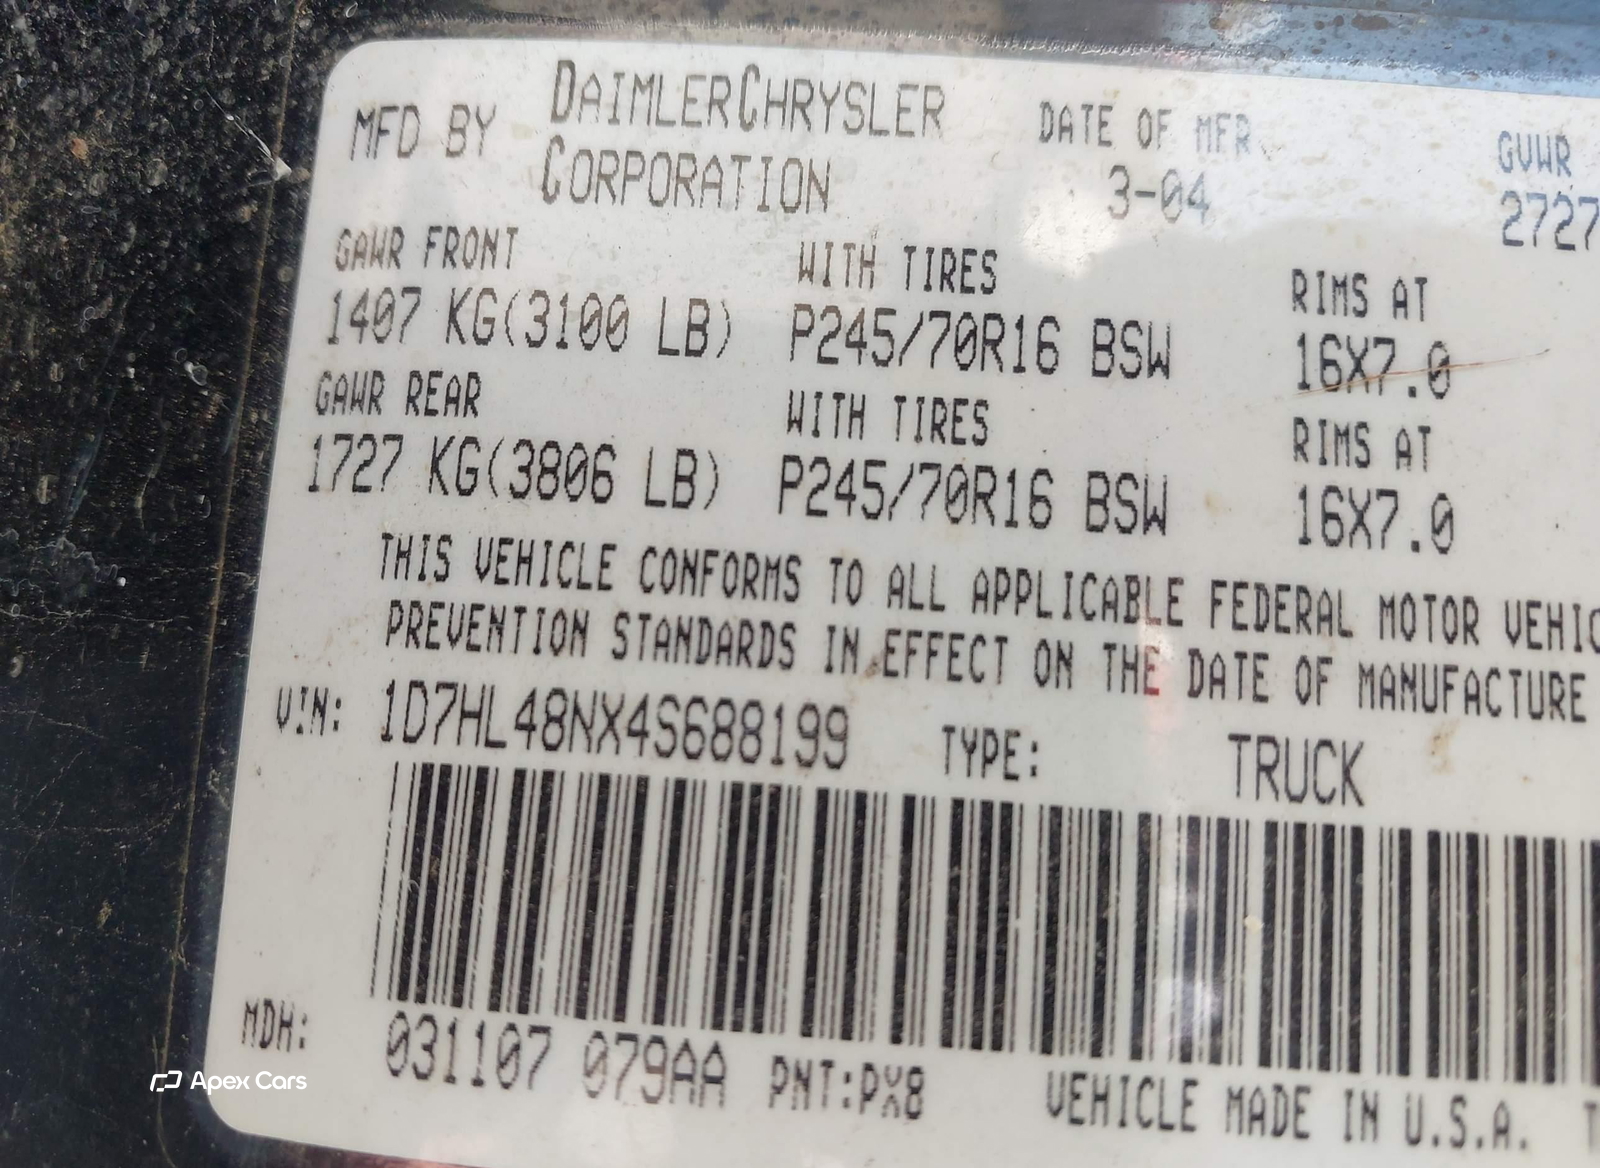 MFD BY DAIMLERCHRYSLER CORPORATION DATE OF MFR 3-04 GVWR 2727
GAWR FRONT WITH TIRES RIMS AT
1407 KG(3100 LB) P245/70R16 BSW 16X7.0
GAWR REAR WITH TIRES RIMS AT
1727 KG(3806 LB) P245/70R16 BSW 16X7.0
THIS VEHICLE CONFORMS TO ALL APPLICABLE FEDERAL MOTOR VEHIC
PREVENTION STANDARDS IN EFFECT ON THE DATE OF MANUFACTURE
VIN: 1D7HL48NX4S688199 TYPE: TRUCK
MDH: 031107 079AA PNT:PX8 VEHICLE MADE IN U.S.A. T
Apex Cars